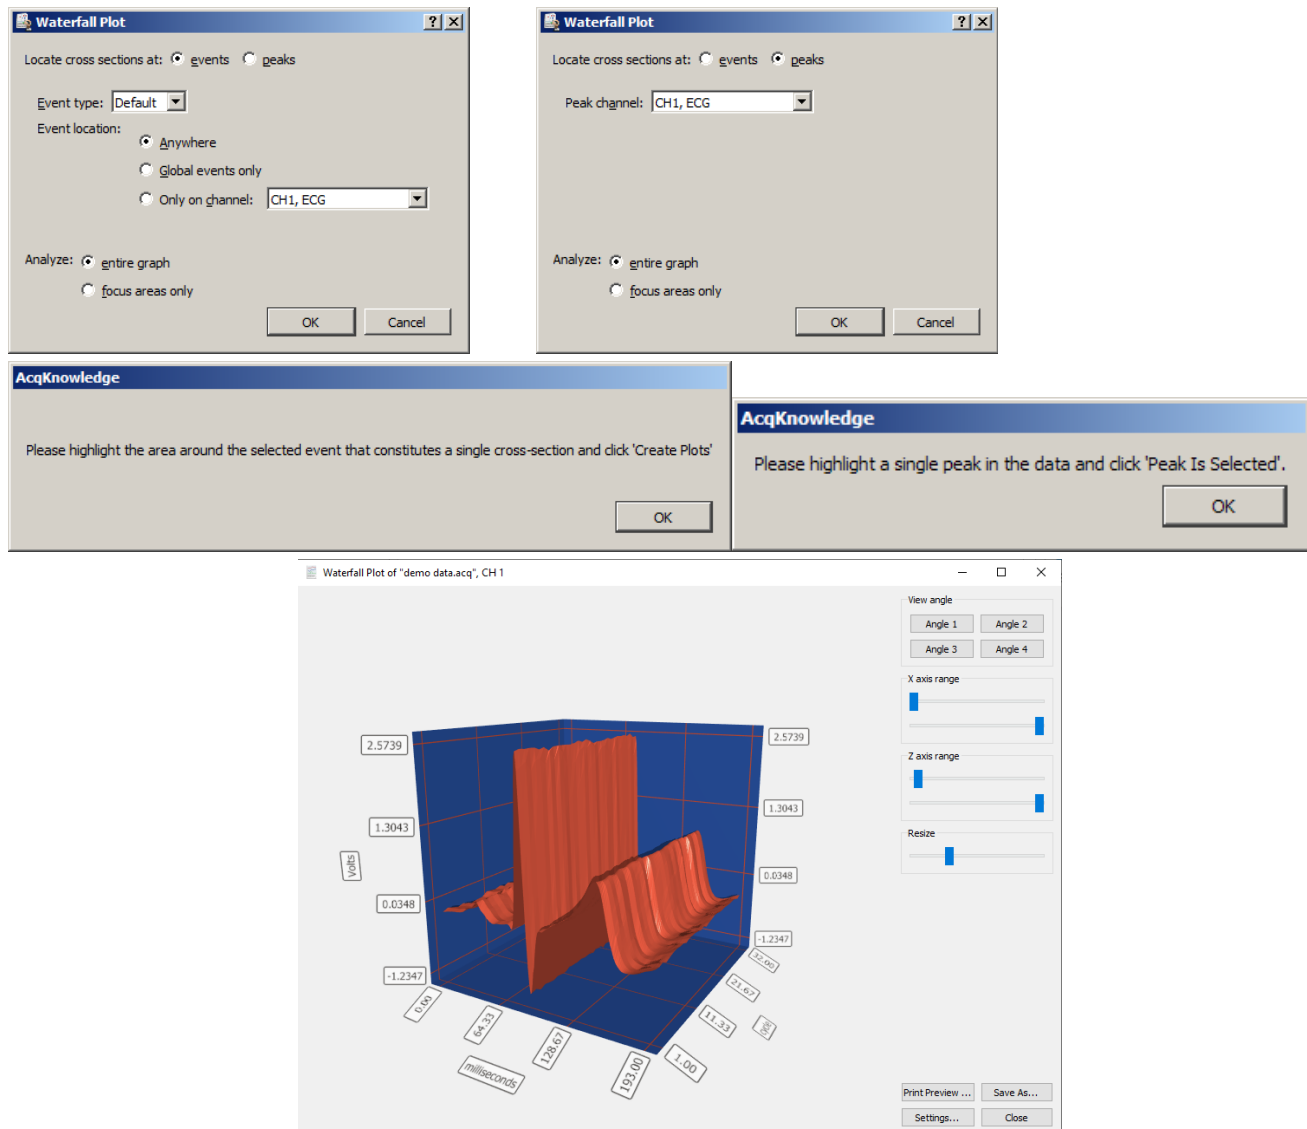 Waterfall Plot
Locate cross sections at: events peaks
Event type: Default
Event location:
Anywhere
Global events only
Only on channel: CH1, ECG
Analyze: entire graph
focus areas only
OK Cancel
Waterfall Plot
Locate cross sections at: events peaks
Peak channel: CH1, ECG
Analyze: entire graph
focus areas only
OK Cancel
AcqKnowledge
Please highlight the area around the selected event that constitutes a single cross-section and click 'Create Plots'
OK
AcqKnowledge
Please highlight a single peak in the data and click 'Peak Is Selected'.
OK
Waterfall Plot of "demo data.acq", CH 1
View angle
Angle 1 Angle 2
Angle 3 Angle 4
X axis range
Z axis range
Resize
2.5739
1.3043
0.0348
-1.2347
Volts
2.5739
1.3043
0.0348
-1.2347
0.00
64.33
128.67
193.00
milliseconds
32.00
21.67
11.33
1.00
Print Preview ... Save As...
Settings... Close